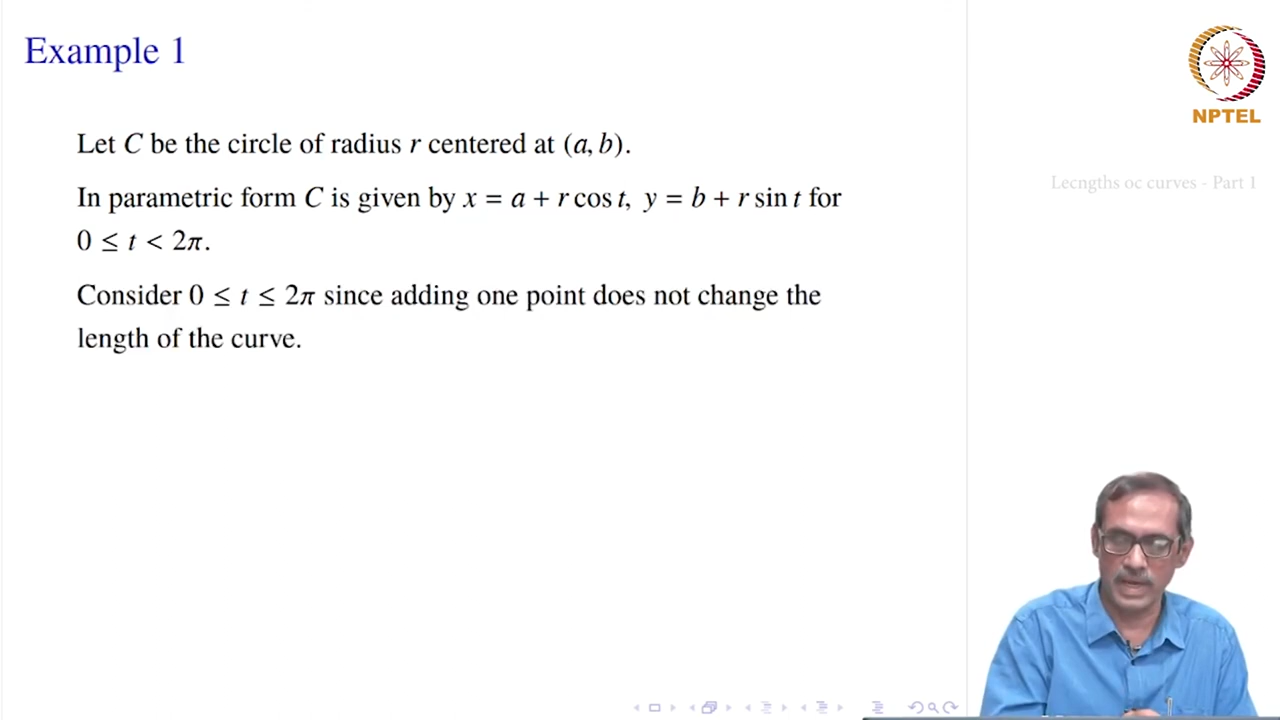 Example 1
NPTEL
Let C be the circle of radius r centered at (a, b).
Lecngths oc curves - Part 1
In parametric form C is given by x = a + r cos t, y = b + r sin t for
0 ≤ t < 2π.
Consider 0 ≤ t ≤ 2π since adding one point does not change the
length of the curve.